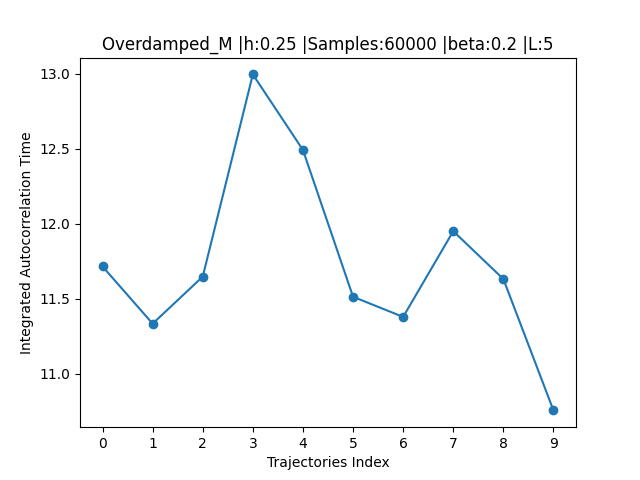 Overdamped_M |h:0.25 |Samples:60000 |beta:0.2 |L:5
Integrated Autocorrelation Time
13.0
12.5
12.0
11.5
11.0
0 1 2 3 4 5 6 7 8 9
Trajectories Index